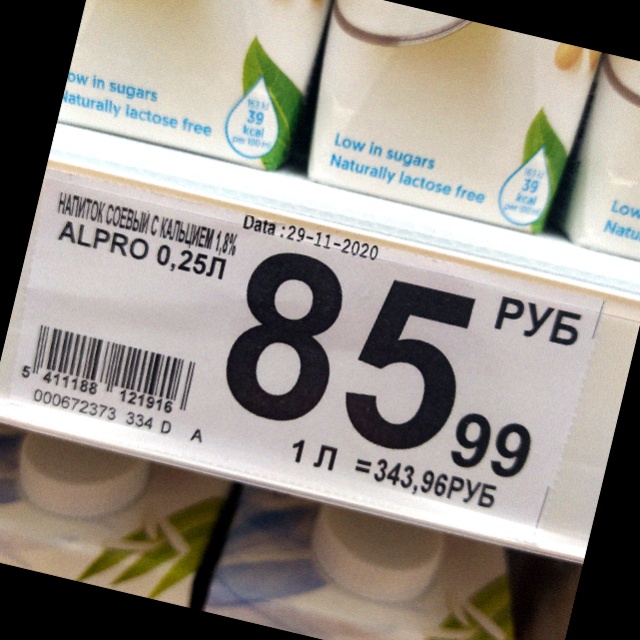 ow in sugars
Naturally lactose free
39
kcal
Low in sugars
Naturally lactose free
39
kcal
Low
Natu
НАПИТОК СОЕВЫЙ С КАЛЬЦИЕМ 1,8%
ALPRO 0,25Л
Data :29-11-2020
85 99 РУБ
5 411188 121916
000672373 334 D A
1 Л =343,96РУБ